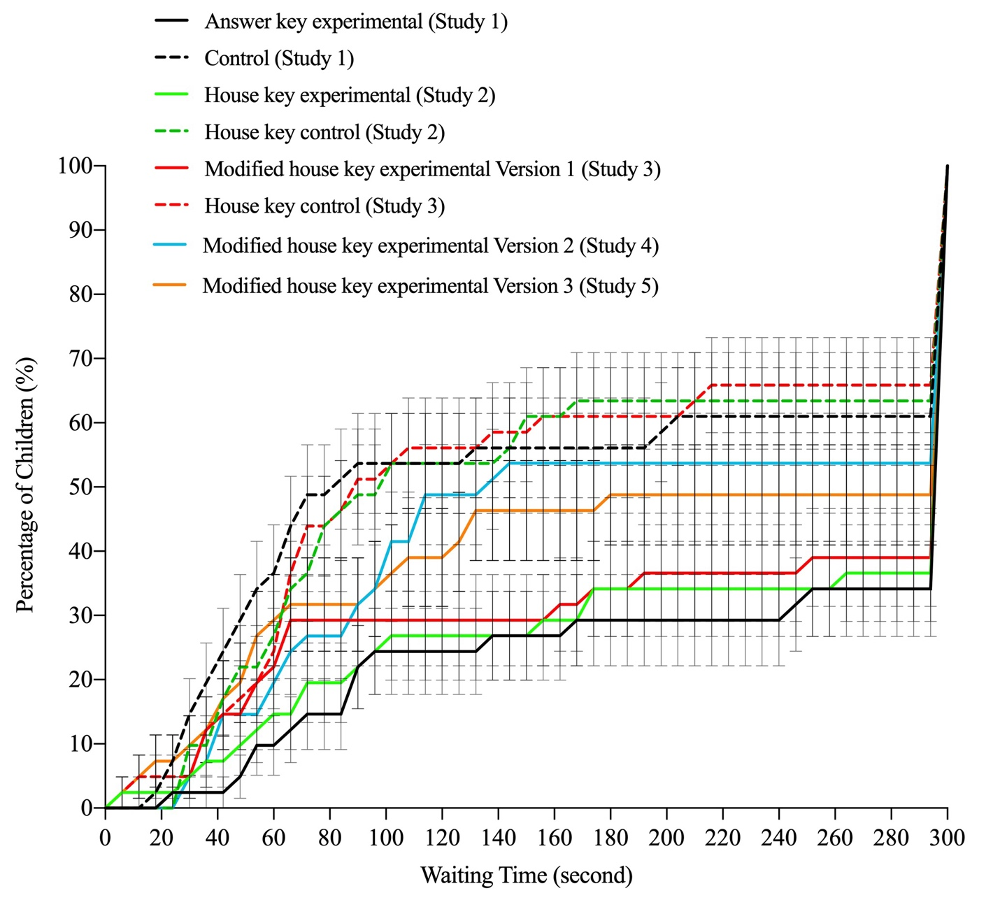 Answer key experimental (Study 1)
Control (Study 1)
House key experimental (Study 2)
House key control (Study 2)
Modified house key experimental Version 1 (Study 3)
House key control (Study 3)
Modified house key experimental Version 2 (Study 4)
Modified house key experimental Version 3 (Study 5)
Percentage of Children (%)
100
90
80
70
60
50
40
30
20
10
0
0 20 40 60 80 100 120 140 160 180 200 220 240 260 280 300
Waiting Time (second)